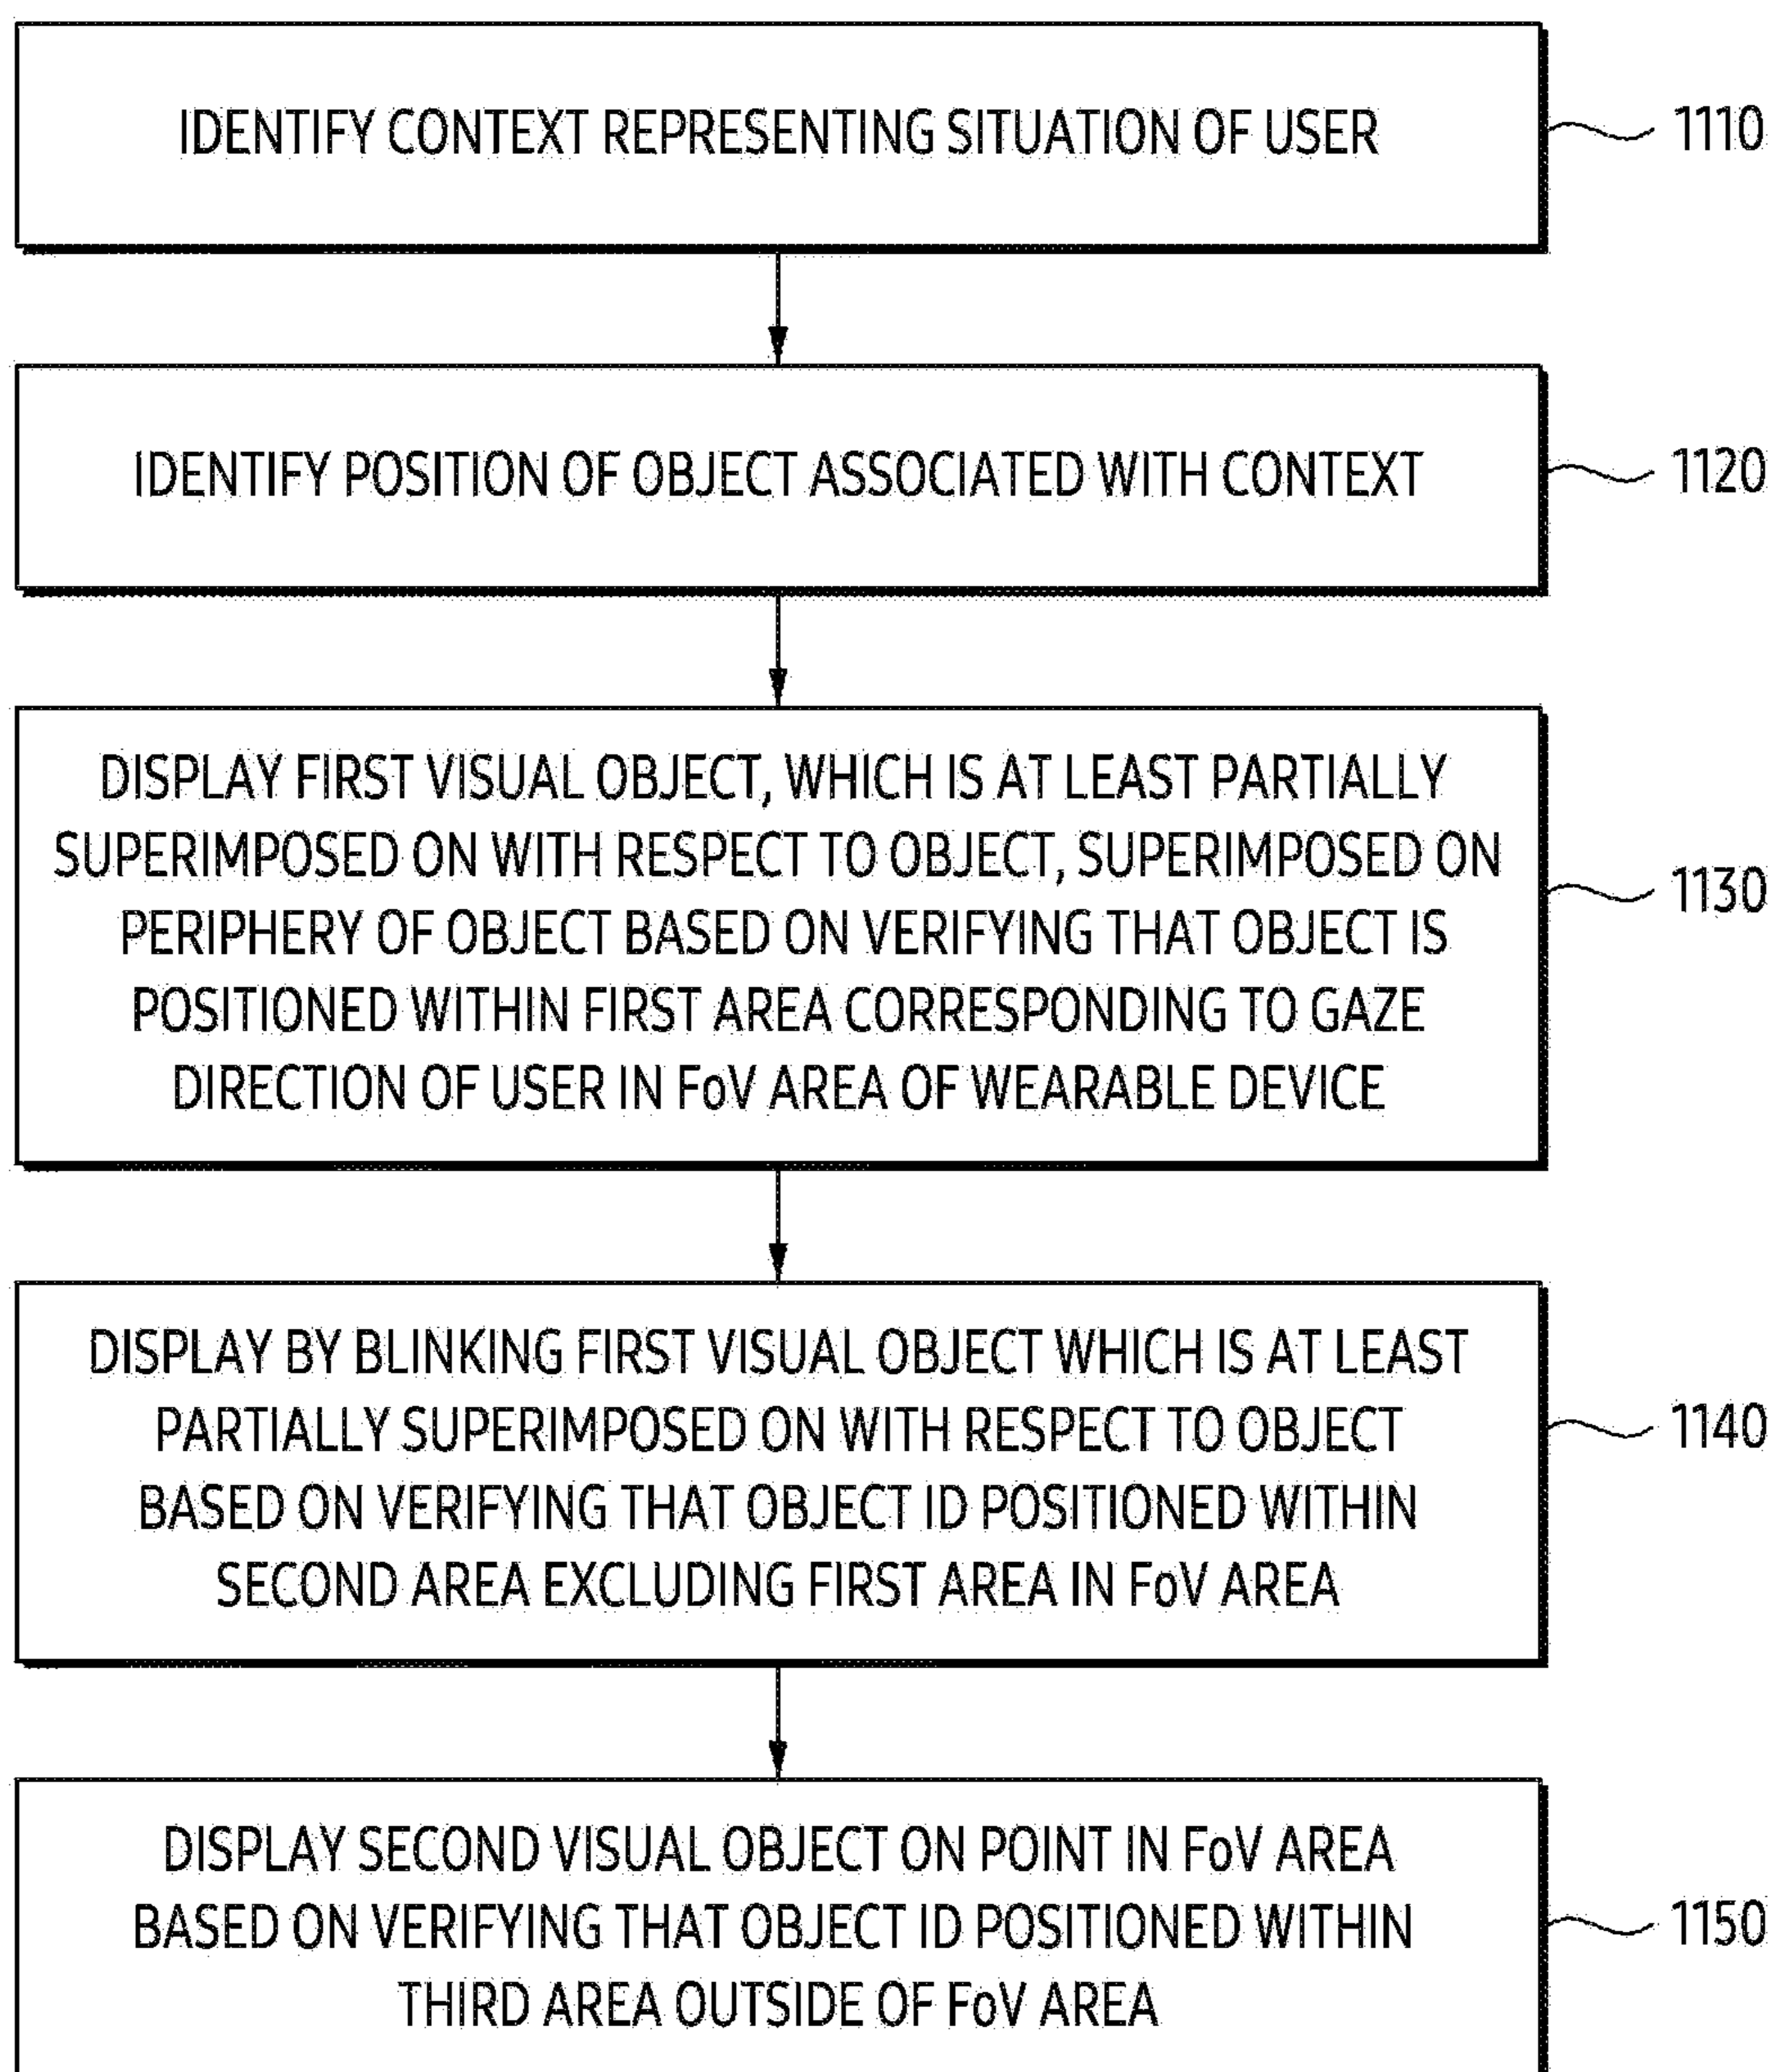 IDENTIFY CONTEXT REPRESENTING SITUATION OF USER
1110
IDENTIFY POSITION OF OBJECT ASSOCIATED WITH CONTEXT
1120
DISPLAY FIRST VISUAL OBJECT, WHICH IS AT LEAST PARTIALLY
SUPERIMPOSED ON WITH RESPECT TO OBJECT, SUPERIMPOSED ON
PERIPHERY OF OBJECT BASED ON VERIFYING THAT OBJECT IS
POSITIONED WITHIN FIRST AREA CORRESPONDING TO GAZE
DIRECTION OF USER IN FoV AREA OF WEARABLE DEVICE
1130
DISPLAY BY BLINKING FIRST VISUAL OBJECT WHICH IS AT LEAST
PARTIALLY SUPERIMPOSED ON WITH RESPECT TO OBJECT
BASED ON VERIFYING THAT OBJECT ID POSITIONED WITHIN
SECOND AREA EXCLUDING FIRST AREA IN FoV AREA
1140
DISPLAY SECOND VISUAL OBJECT ON POINT IN FoV AREA
BASED ON VERIFYING THAT OBJECT ID POSITIONED WITHIN
THIRD AREA OUTSIDE OF FoV AREA
1150